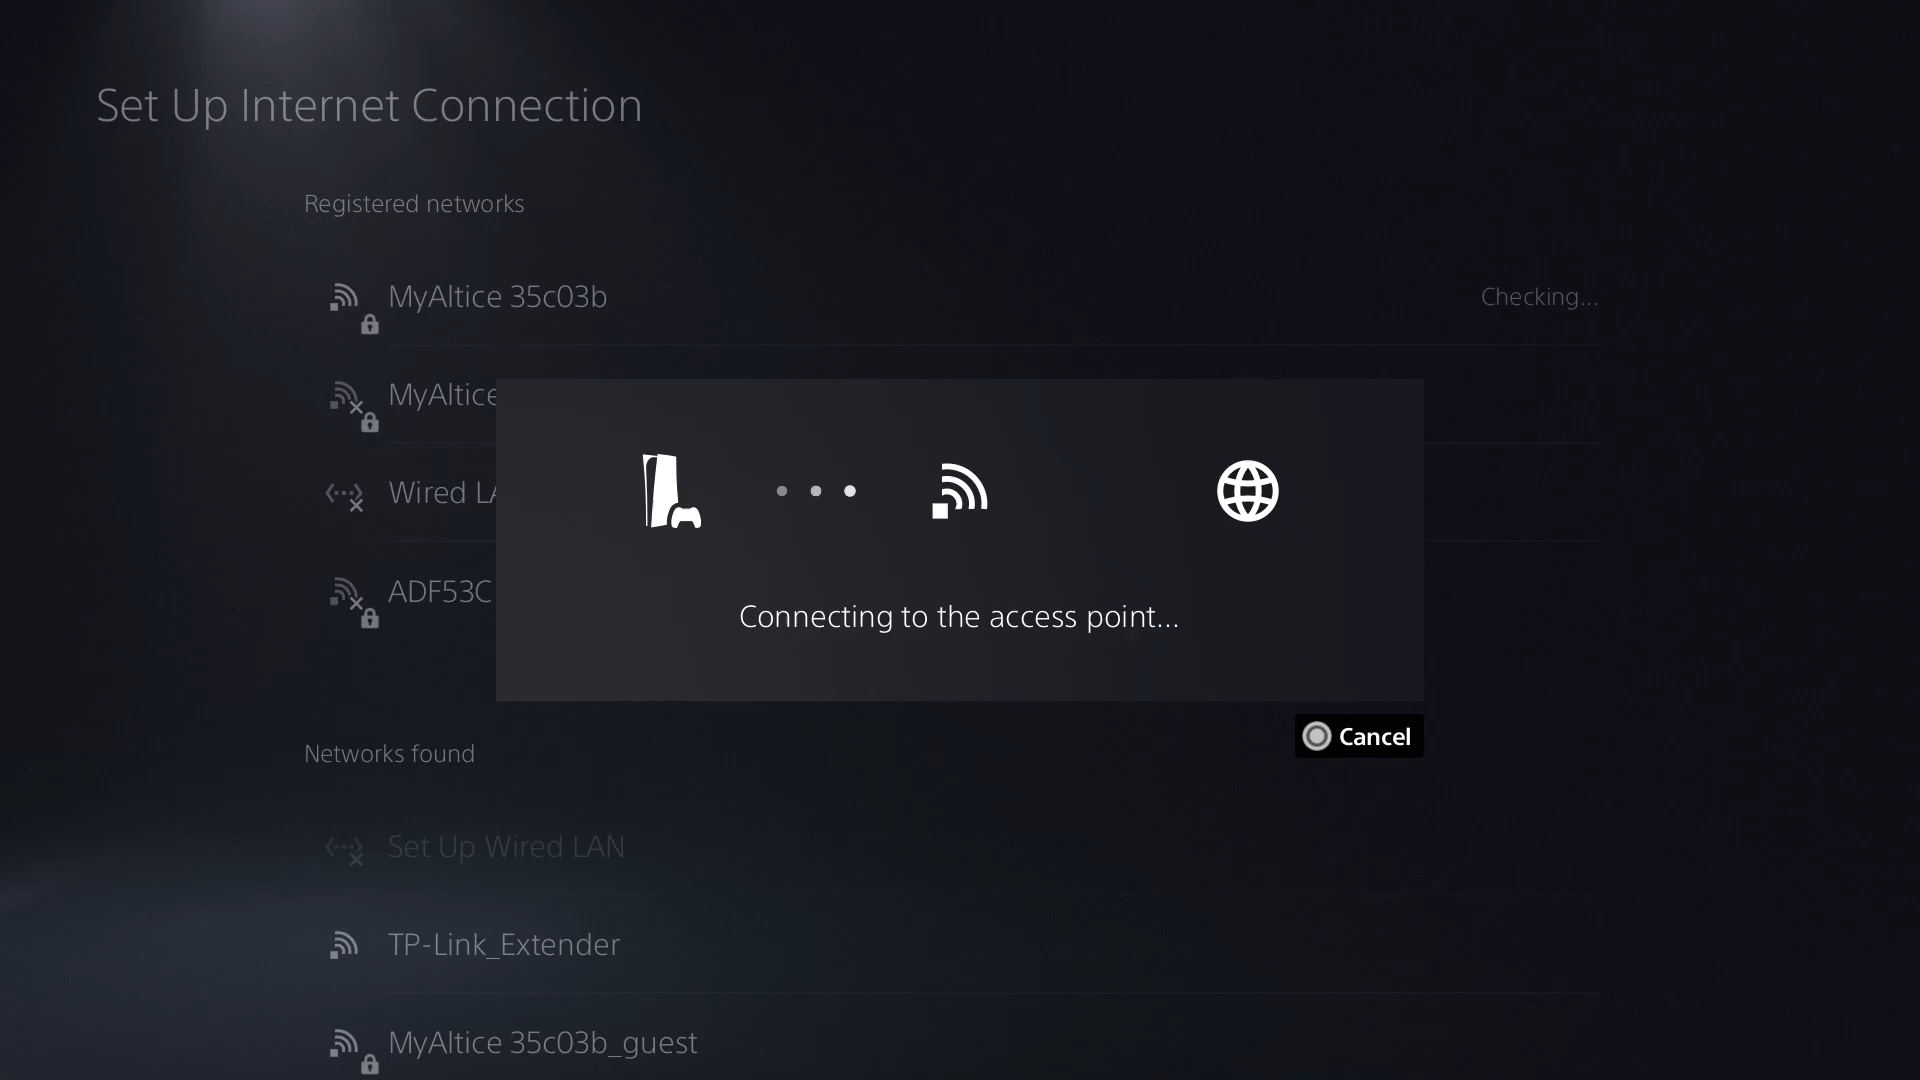 Set Up Internet Connection
Registered networks
MyAltice 35c03b
Checking...
MyAltice
Wired LA
ADF53C
Connecting to the access point...
Cancel
Networks found
Set Up Wired LAN
TP-Link_Extender
MyAltice 35c03b_guest